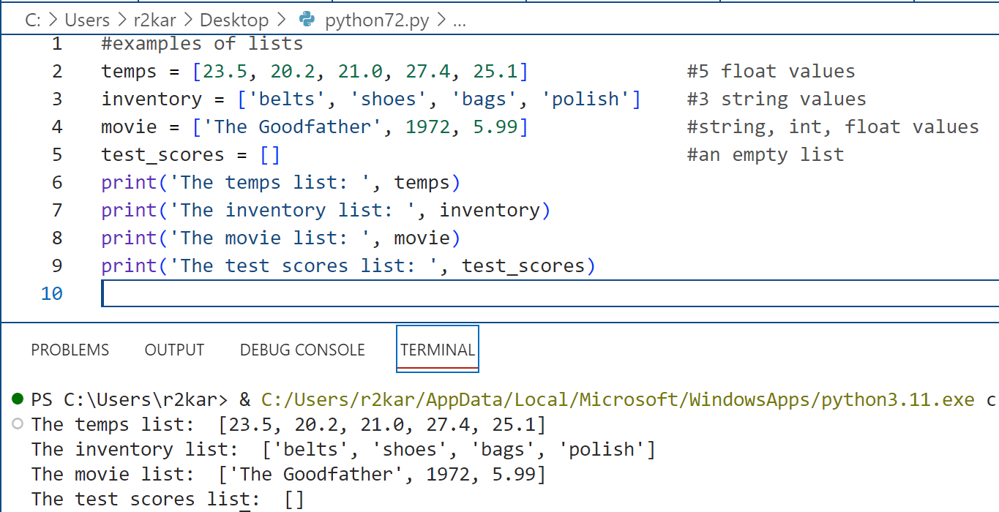 C: > Users > r2kar > Desktop > python72.py > ...
1 #examples of lists
2 temps = [23.5, 20.2, 21.0, 27.4, 25.1] #5 float values
3 inventory = ['belts', 'shoes', 'bags', 'polish'] #3 string values
4 movie = ['The Goodfather', 1972, 5.99] #string, int, float values
5 test_scores = [] #an empty list
6 print('The temps list: ', temps)
7 print('The inventory list: ', inventory)
8 print('The movie list: ', movie)
9 print('The test scores list: ', test_scores)
10
PROBLEMS OUTPUT DEBUG CONSOLE TERMINAL
PS C:\Users\r2kar> & C:/Users/r2kar/AppData/Local/Microsoft/WindowsApps/python3.11.exe c
The temps list:  [23.5, 20.2, 21.0, 27.4, 25.1]
The inventory list:  ['belts', 'shoes', 'bags', 'polish']
The movie list:  ['The Goodfather', 1972, 5.99]
The test scores list:  []